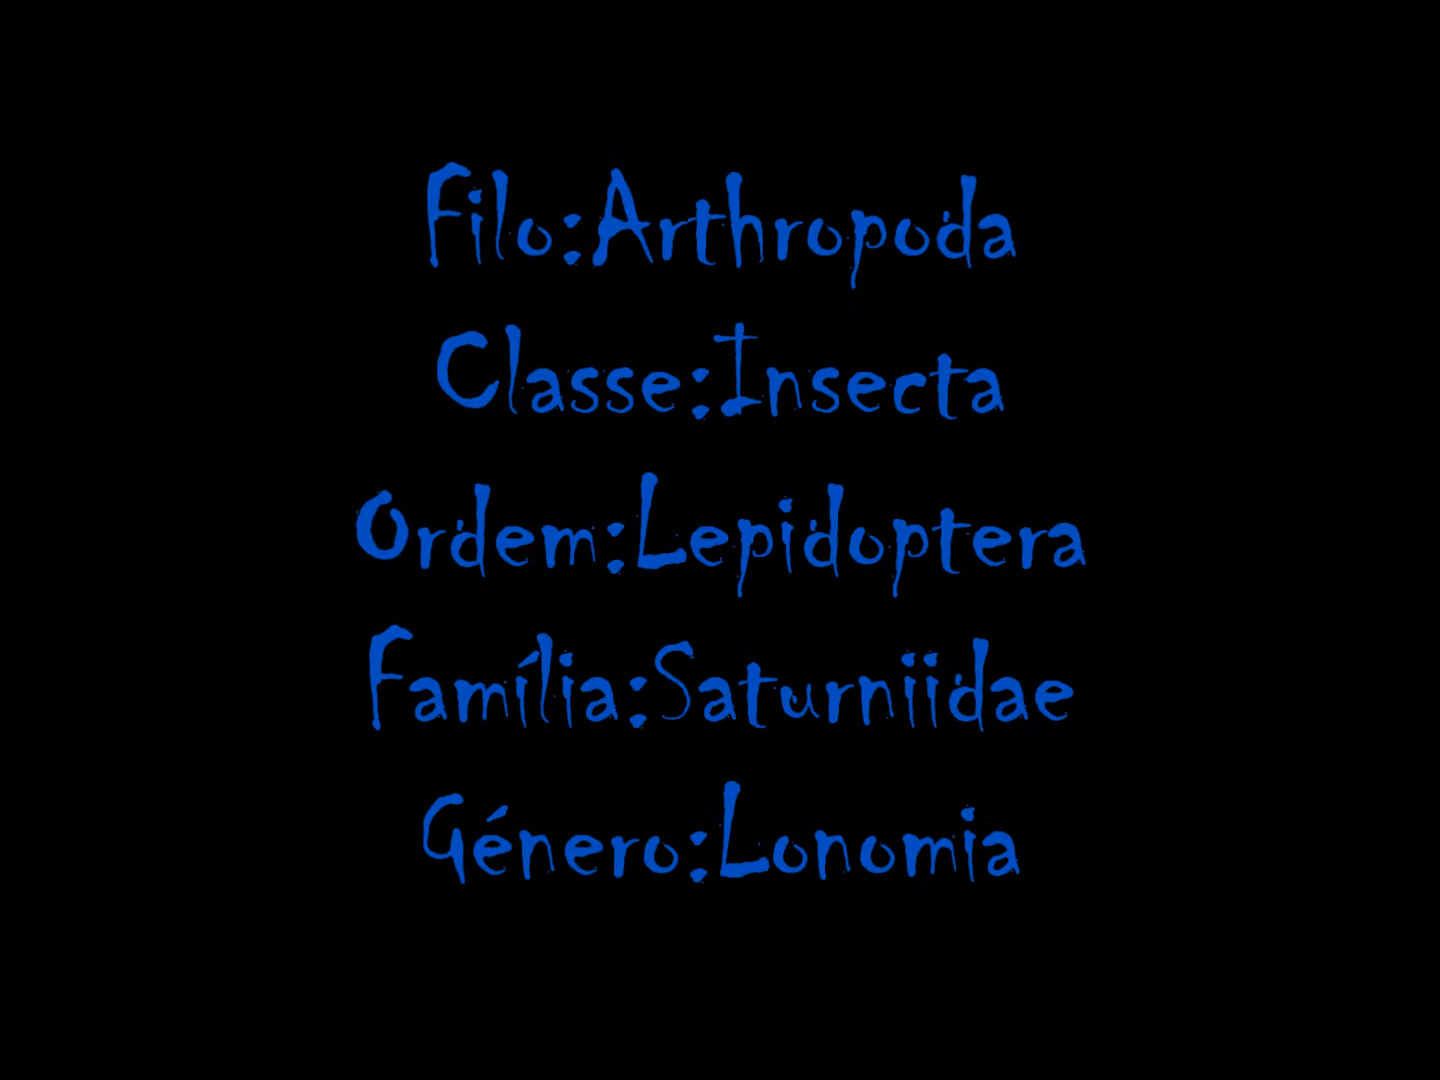 Filo:Arthropoda
Classe:Insecta
Ordem:Lepidoptera
Família:Saturniidae
Género:Lonomia